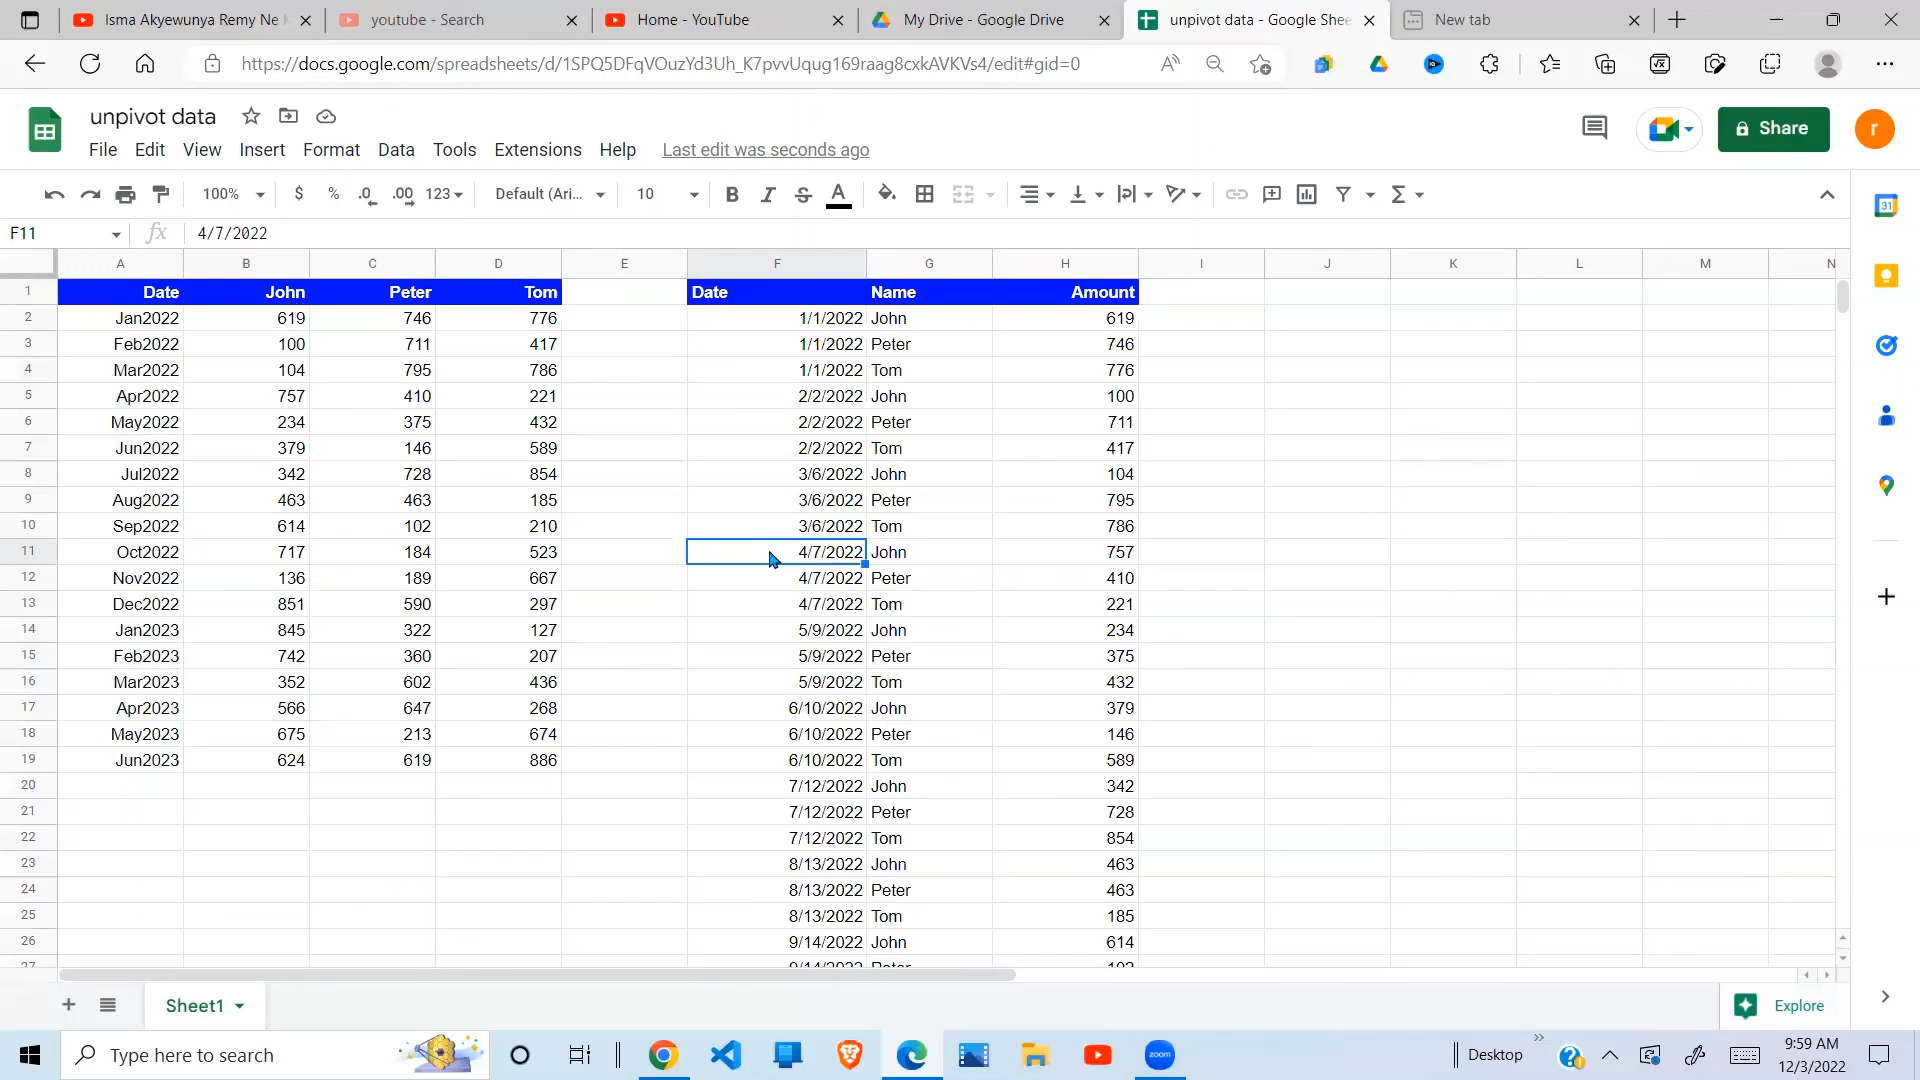 Isma Akyewunya Remy Ne
youtube - Search
Home - YouTube
My Drive - Google Drive
unpivot data - Google Shee
New tab
https://docs.google.com/spreadsheets/d/1SPQ5DFqVOuzYd3Uh_K7pvvUqug169raag8cxkAVKVs4/edit#gid=0
unpivot data
File Edit View Insert Format Data Tools Extensions Help Last edit was seconds ago
Share
r
100% $ % .0 .00 123 Default (Ari... 10 B I S A Σ
31
F11 fx 4/7/2022
A B C D E F G H I J K L M N
1 Date John Peter Tom Date Name Amount
2 Jan2022 619 746 776 1/1/2022 John 619
3 Feb2022 100 711 417 1/1/2022 Peter 746
4 Mar2022 104 795 786 1/1/2022 Tom 776
5 Apr2022 757 410 221 2/2/2022 John 100
6 May2022 234 375 432 2/2/2022 Peter 711
7 Jun2022 379 146 589 2/2/2022 Tom 417
8 Jul2022 342 728 854 3/6/2022 John 104
9 Aug2022 463 463 185 3/6/2022 Peter 795
10 Sep2022 614 102 210 3/6/2022 Tom 786
11 Oct2022 717 184 523 4/7/2022 John 757
12 Nov2022 136 189 667 4/7/2022 Peter 410
13 Dec2022 851 590 297 4/7/2022 Tom 221
14 Jan2023 845 322 127 5/9/2022 John 234
15 Feb2023 742 360 207 5/9/2022 Peter 375
16 Mar2023 352 602 436 5/9/2022 Tom 432
17 Apr2023 566 647 268 6/10/2022 John 379
18 May2023 675 213 674 6/10/2022 Peter 146
19 Jun2023 624 619 886 6/10/2022 Tom 589
20 7/12/2022 John 342
21 7/12/2022 Peter 728
22 7/12/2022 Tom 854
23 8/13/2022 John 463
24 8/13/2022 Peter 463
25 8/13/2022 Tom 185
26 9/14/2022 John 614
27 9/14/2022 Peter 102
Sheet1
Explore
Type here to search
zoom
Desktop
9:59 AM
12/3/2022